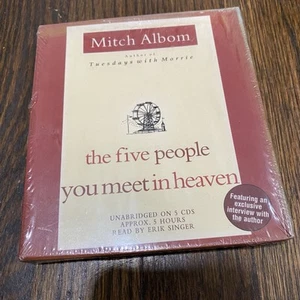 Mitch Albom
Author of
Tuesdays with Morrie
the five people
you meet in heaven
UNABRIDGED ON 5 CDS
APPROX. 5 HOURS
READ BY ERIK SINGER
Featuring an
exclusive
interview with
the author